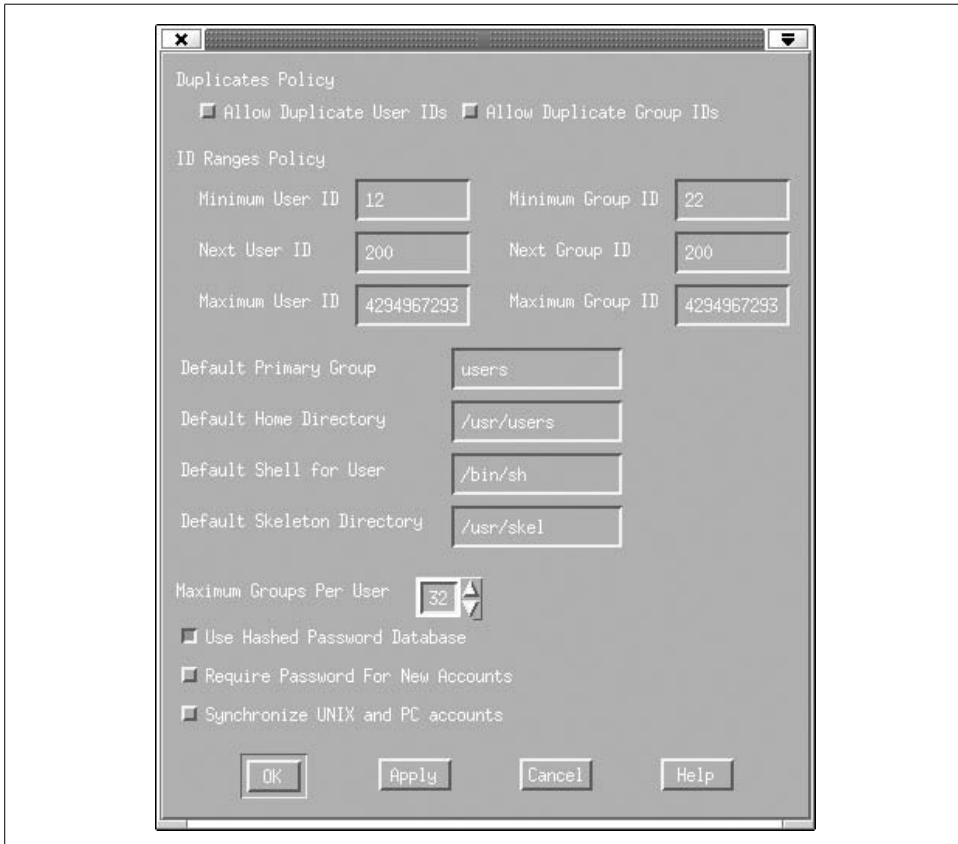 Duplicates Policy
Allow Duplicate User IDs Allow Duplicate Group IDs
ID Ranges Policy
Minimum User ID 12 Minimum Group ID 22
Next User ID 200 Next Group ID 200
Maximum User ID 4294967293 Maximum Group ID 4294967293
Default Primary Group users
Default Home Directory /usr/users
Default Shell for User /bin/sh
Default Skeleton Directory /usr/skel
Maximum Groups Per User 32
Use Hashed Password Database
Require Password For New Accounts
Synchronize UNIX and PC accounts
OK Apply Cancel Help